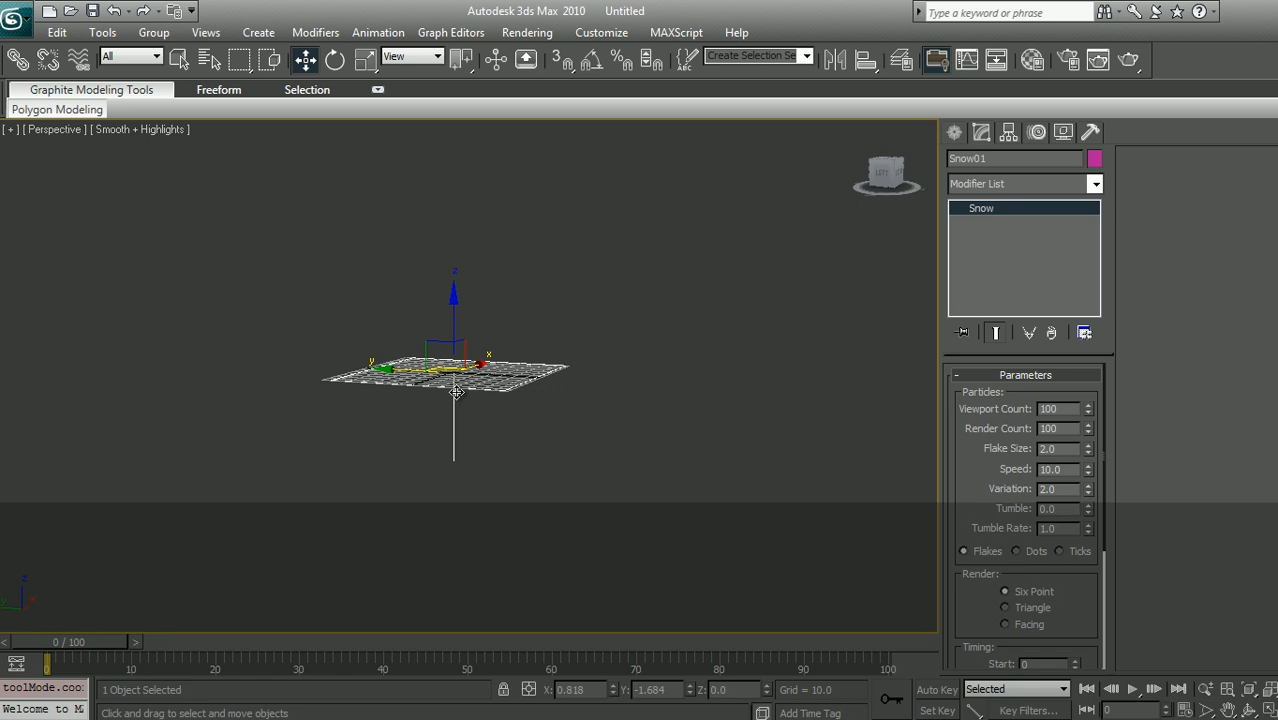 Autodesk 3ds Max 2010 Untitled
Type a keyword or phrase
Edit Tools Group Views Create Modifiers Animation Graph Editors Rendering Customize MAXScript Help
All View Create Selection Se
Graphite Modeling Tools Freeform Selection
Polygon Modeling
[ + ] [ Perspective ] [ Smooth + Highlights ]
Snow01
Modifier List
Snow
z
y x
- Parameters
Particles:
Viewport Count: 100
Render Count: 100
Flake Size: 2.0
Speed: 10.0
Variation: 2.0
Tumble: 0.0
Tumble Rate: 1.0
Flakes Dots Ticks
Render:
Six Point
Triangle
Facing
Timing:
Start: 0
z
y x
< 0 / 100 >
0 10 20 30 40 50 60 70 80 90 100
toolMode.coo 1 Object Selected X: 0.818 Y: -1.684 Z: 0.0 Grid = 10.0 Auto Key Selected
Welcome to M Click and drag to select and move objects Add Time Tag Set Key Key Filters... 0